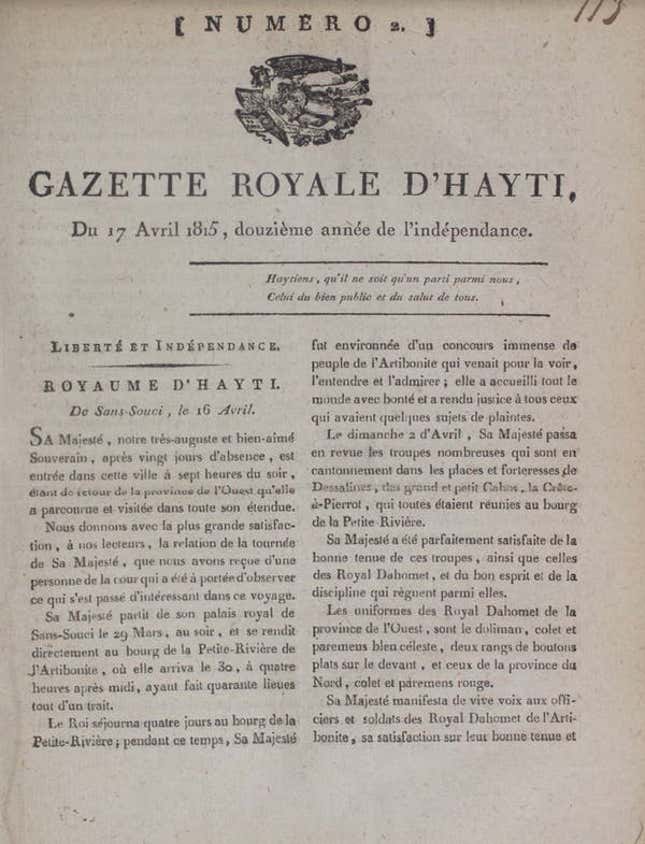 [ NUMÉRO 2. ]
113
GAZETTE ROYALE D'HAYTI,
Du 17 Avril 1815, douzième année de l'indépendance.
Haytiens, qu'il ne soit qu'un parti parmi nous,
Celui du bien public et du salut de tous.
LIBERTÉ ET INDÉPENDANCE.
ROYAUME D'HAYTI.
De Sans-Souci, le 16 Avril.
SA Majesté, notre très-auguste et bien-aimé
Souverain, après vingt jours d'absence, est
entrée dans cette ville à sept heures du soir,
étant de retour de la province de l'Ouest qu'elle
a parcourue et visitée dans toute son étendue.
Nous donnons avec la plus grande satisfac-
tion, à nos lecteurs, la relation de la tournée
de Sa Majesté, que nous avons reçue d'une
personne de la cour qui a été à portée d'observer
ce qui s'est passé d'intéressant dans ce voyage.
Sa Majesté partit de son palais royal de
Sans-Souci le 29 Mars, au soir, et se rendit
directement au bourg de la Petite-Rivière de
l'Artibonite, où elle arriva le 30, à quatre
heures après midi, ayant fait quarante lieues
tout d'un trait.
Le Roi séjourna quatre jours au bourg de la
Petite-Rivière; pendant ce temps, Sa Majesté
fut environnée d'un concours immense de
peuple de l'Artibonite qui venait pour la voir,
l'entendre et l'admirer; elle a accueilli tout le
monde avec bonté et a rendu justice à tous ceux
qui avaient quelques sujets de plaintes.
Le dimanche 2 d'Avril, Sa Majesté passa
en revue les troupes nombreuses qui sont en
cantonnement dans les places et forteresses de
Dessalines, des grand et petit Cahos, la Crête-
à-Pierrot, qui toutes étaient réunies au bourg
de la Petite-Rivière.
Sa Majesté a été parfaitement satisfaite de la
bonne tenue de ces troupes, ainsi que celles
des Royal Dahomet, et du bon esprit et de la
discipline qui règnent parmi elles.
Les uniformes des Royal Dahomet de la
province de l'Ouest, sont le doliman, colet et
paremens bleu céleste, deux rangs de boutons
plats sur le devant, et ceux de la province du
Nord, colet et paremens rouge.
Sa Majesté manifesta de vive voix aux offi-
ciers et soldats des Royal Dahomet de l'Arti-
bonite, sa satisfaction sur leur bonne tenue et